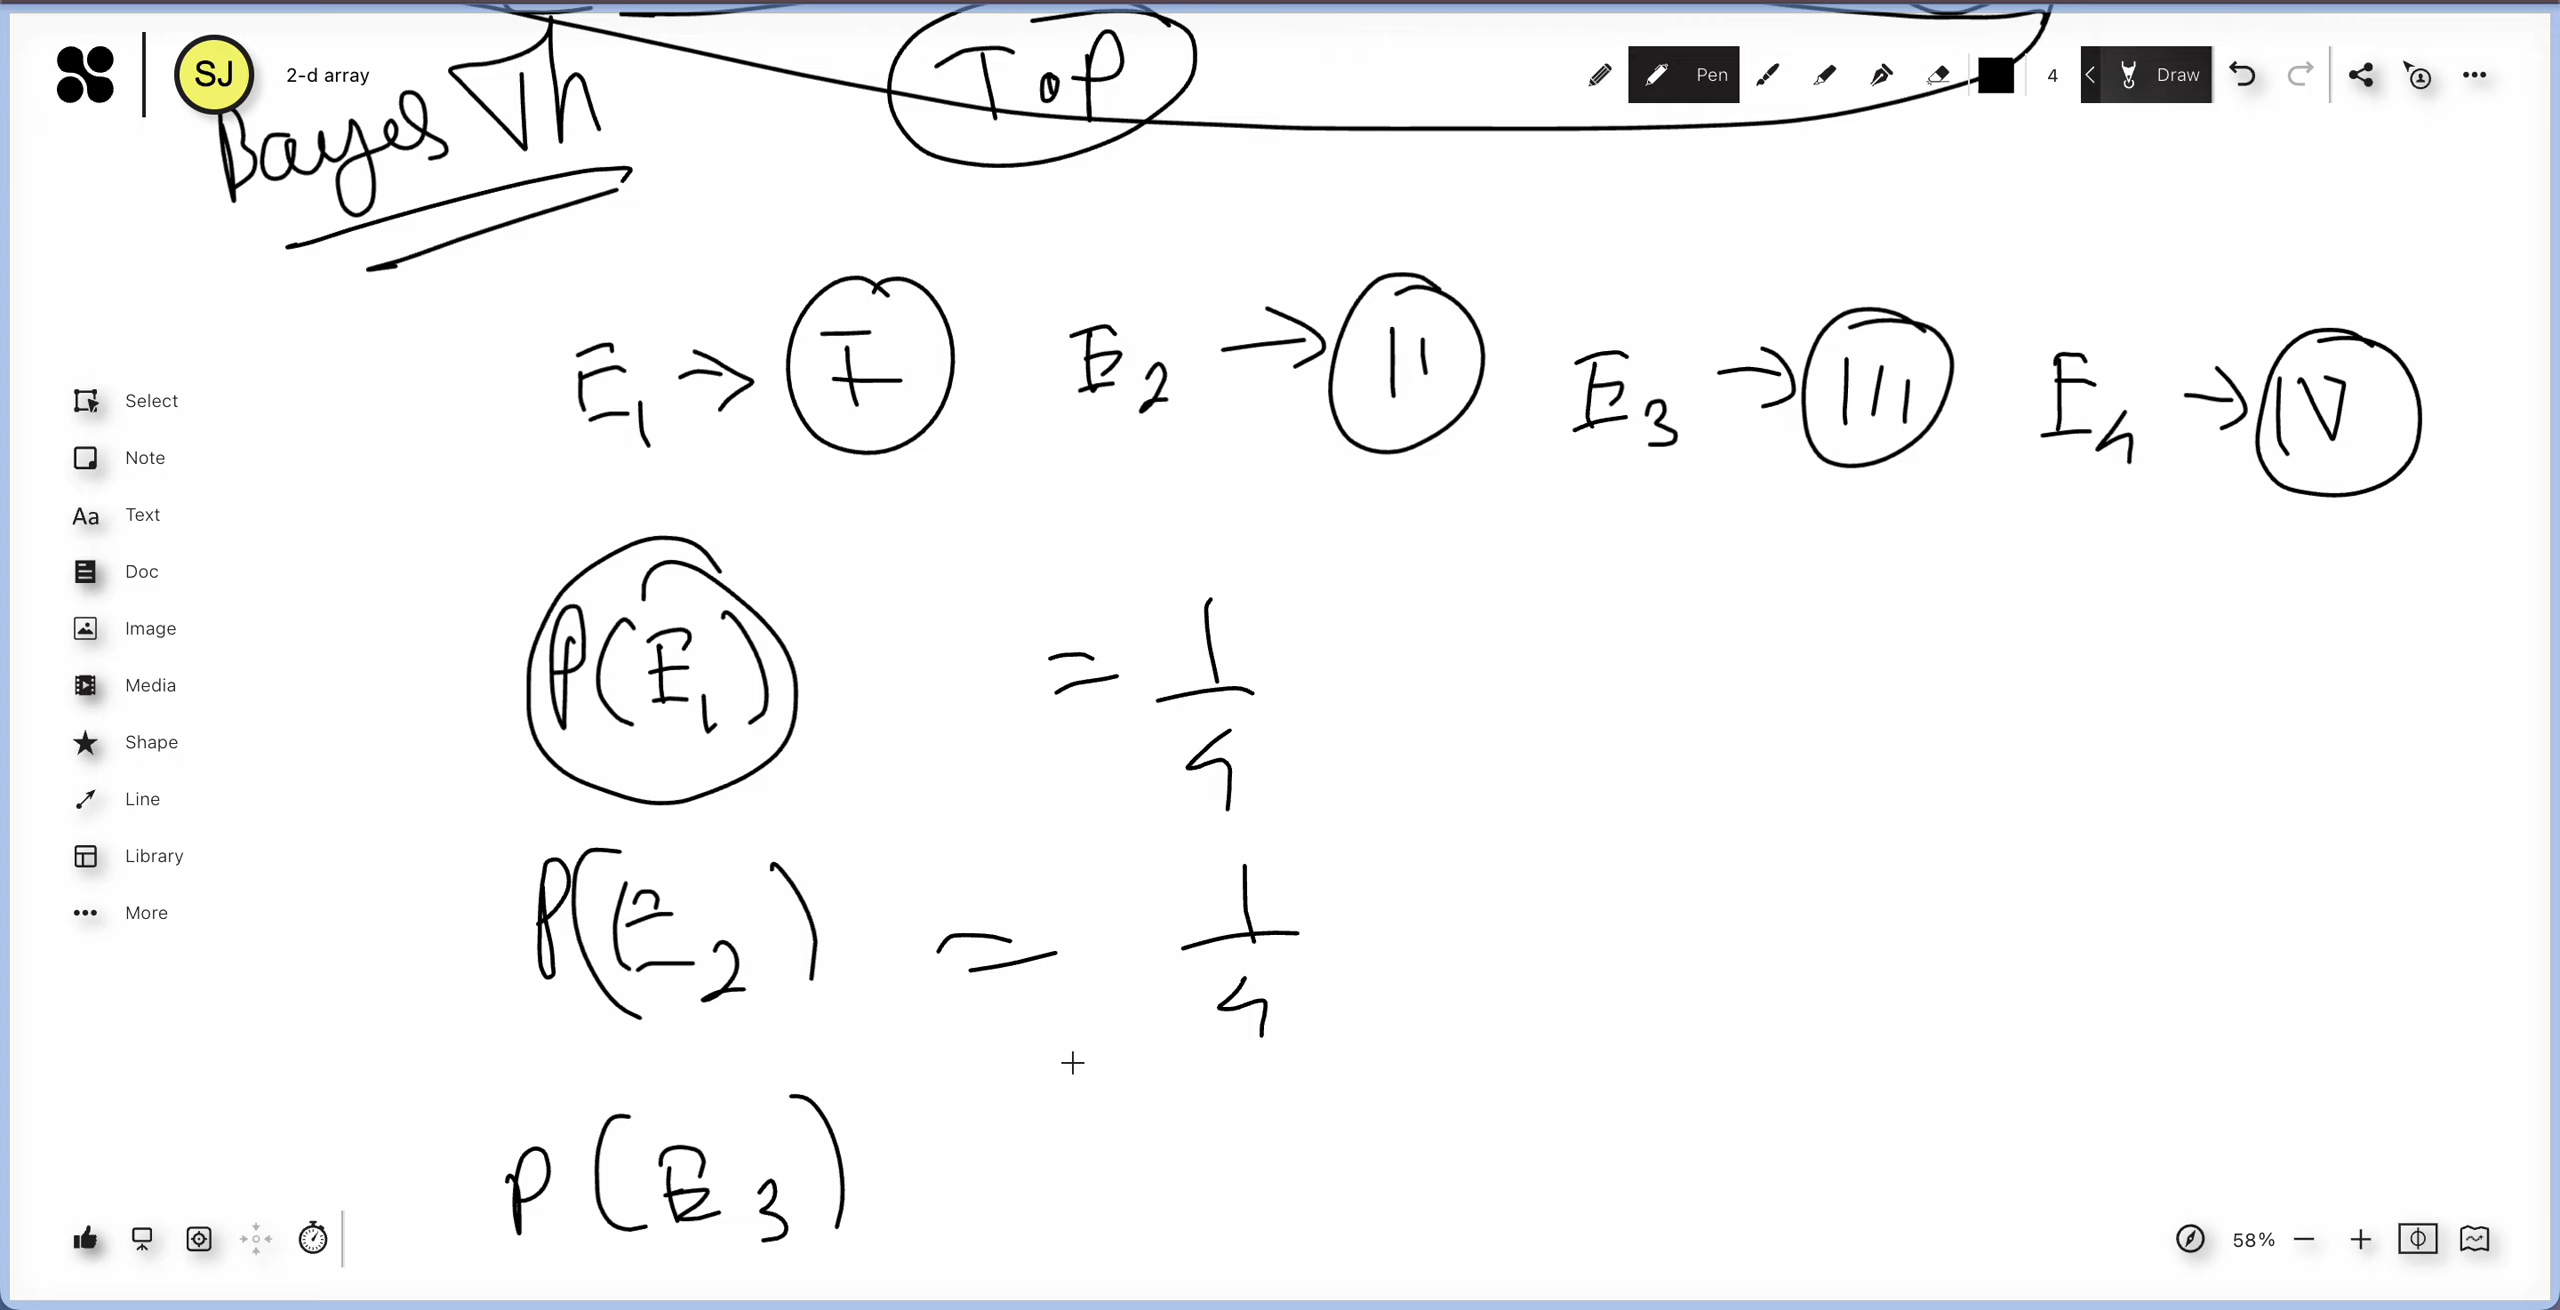 SJ 2-d array
ToP
Pen 4 Draw
Bayes Th
E1 → I E2 → II E3 → III E4 → IV
Select
Note
Aa Text
Doc
Image
Media
Shape
Line
Library
More
P(E1) = 1/4
P(E2) = 1/4
P(E3)
58%